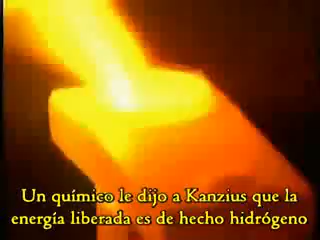 Un químico le dijo a Kanzius que la
energía liberada es de hecho hidrógeno